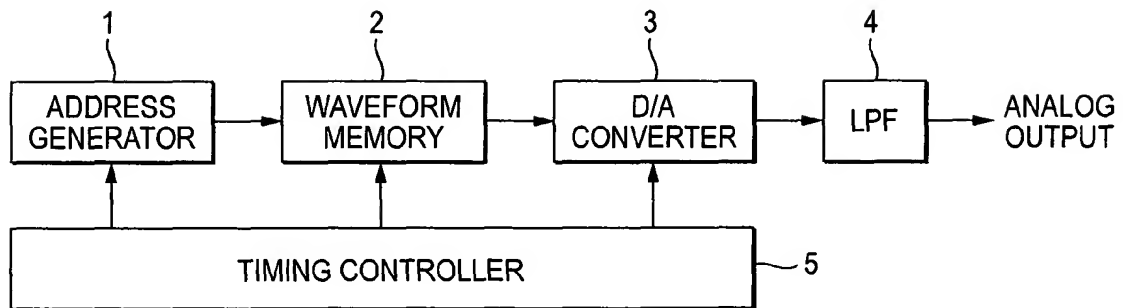 1
2
3
4
ADDRESS
GENERATOR
WAVEFORM
MEMORY
D/A
CONVERTER
LPF
ANALOG
OUTPUT
TIMING CONTROLLER
5